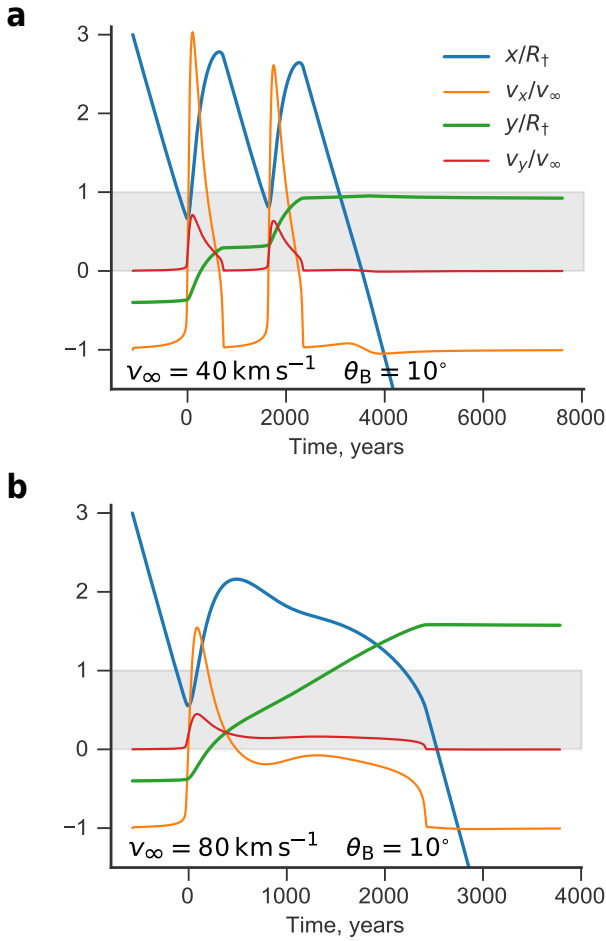 a
3
2
1
0
−1
x/R†
vx/v∞
y/R†
vy/v∞
v∞ = 40 km s−1 θB = 10°
0 2000 4000 6000 8000
Time, years
b
3
2
1
0
−1
v∞ = 80 km s−1 θB = 10°
0 1000 2000 3000 4000
Time, years